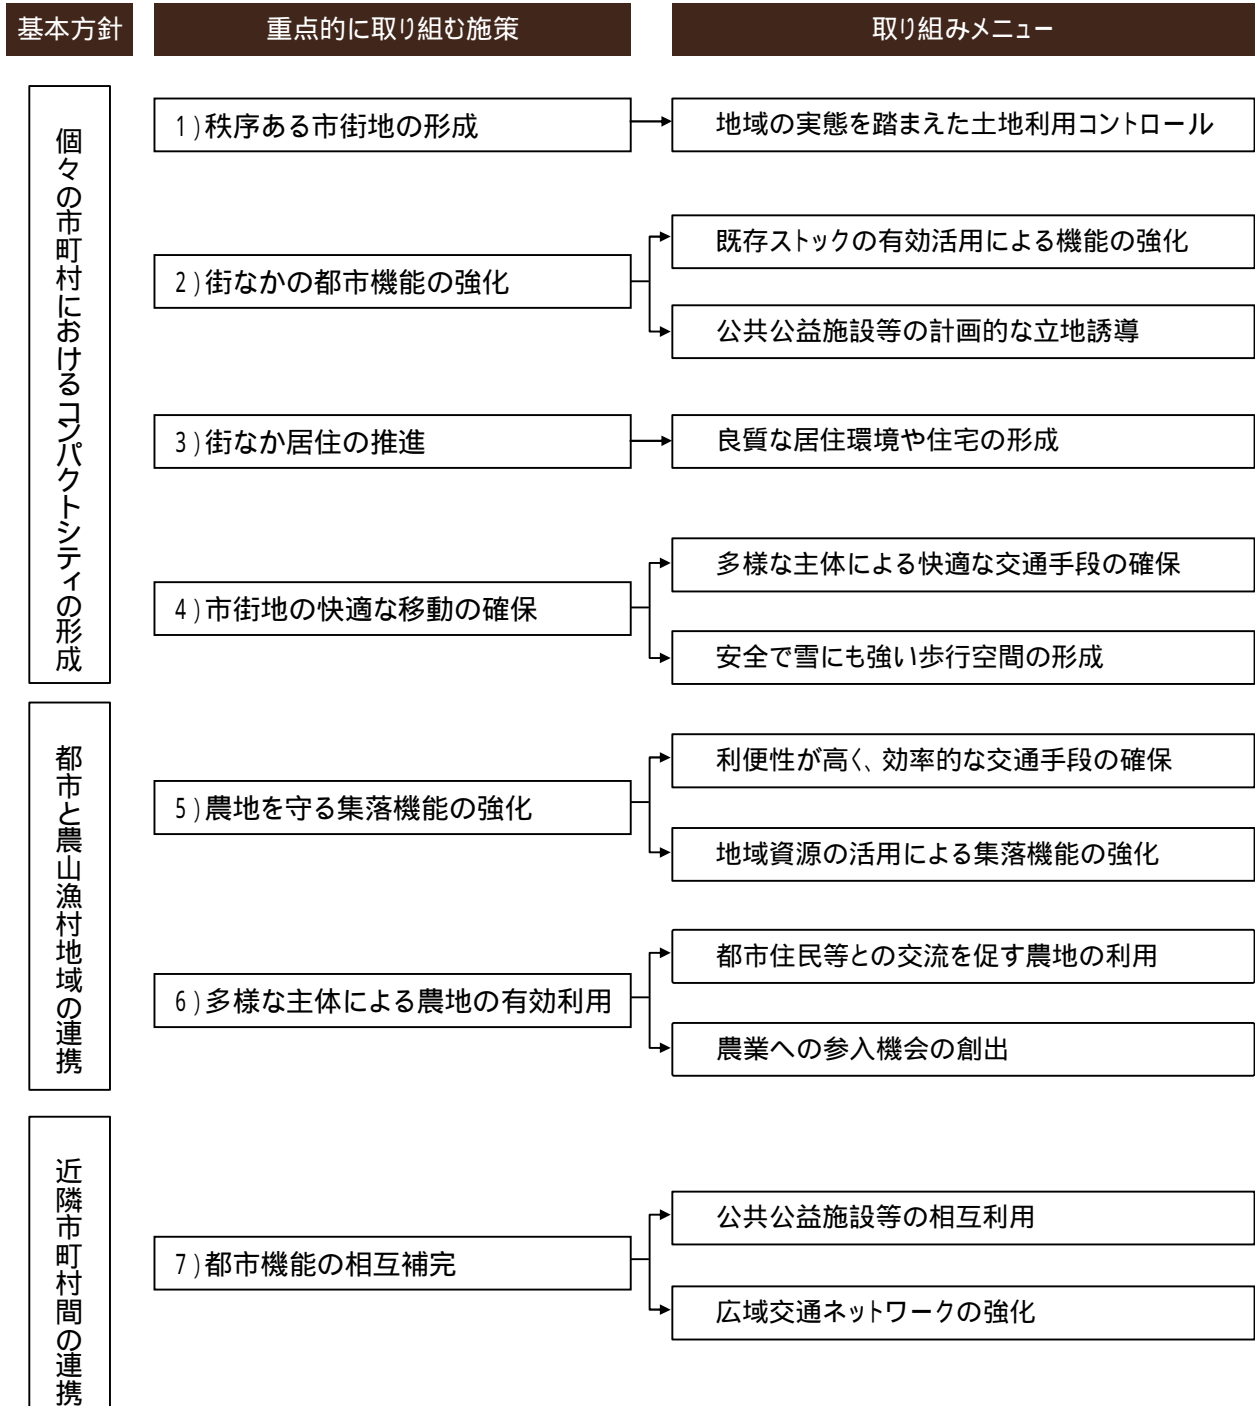 基本方針
重点的に取り組む施策
取り組みメニュー
個々の市町村におけるコンパクトシティの形成
1)秩序ある市街地の形成
地域の実態を踏まえた土地利用コントロール
2)街なかの都市機能の強化
既存ストックの有効活用による機能の強化
公共公益施設等の計画的な立地誘導
3)街なか居住の推進
良質な居住環境や住宅の形成
4)市街地の快適な移動の確保
多様な主体による快適な交通手段の確保
安全で雪にも強い歩行空間の形成
都市と農山漁村地域の連携
5)農地を守る集落機能の強化
利便性が高く、効率的な交通手段の確保
地域資源の活用による集落機能の強化
6)多様な主体による農地の有効利用
都市住民等との交流を促す農地の利用
農業への参入機会の創出
近隣市町村間の連携
7)都市機能の相互補完
公共公益施設等の相互利用
広域交通ネットワークの強化